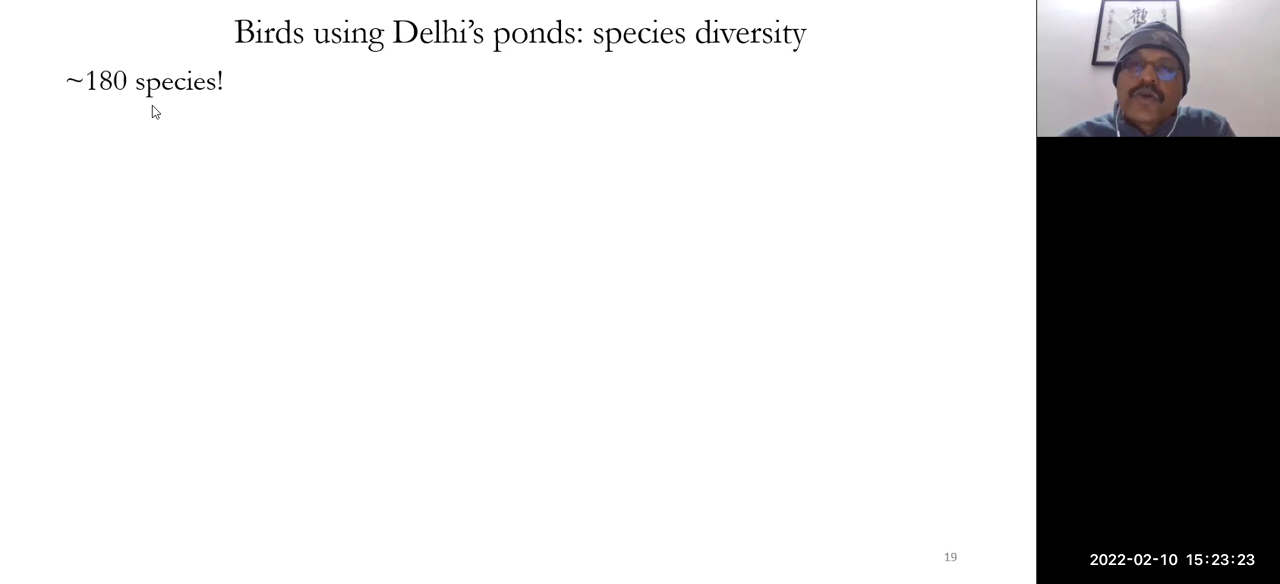 Birds using Delhi's ponds: species diversity
~180 species!
19
2022-02-10 15:23:23